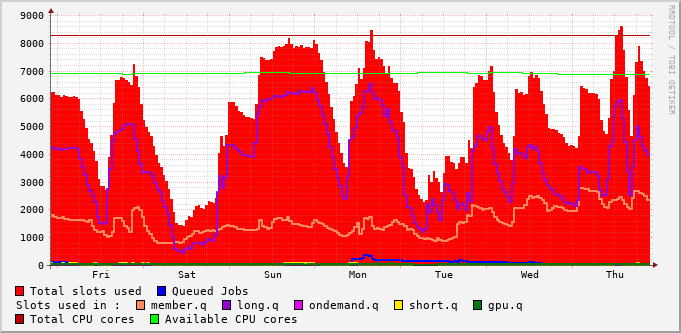 RRDTOOL / TOBI OETIKER
9000
8000
7000
6000
5000
4000
3000
2000
1000
0
Fri Sat Sun Mon Tue Wed Thu
Total slots used Queued Jobs
Slots used in : member.q long.q ondemand.q short.q gpu.q
Total CPU cores Available CPU cores